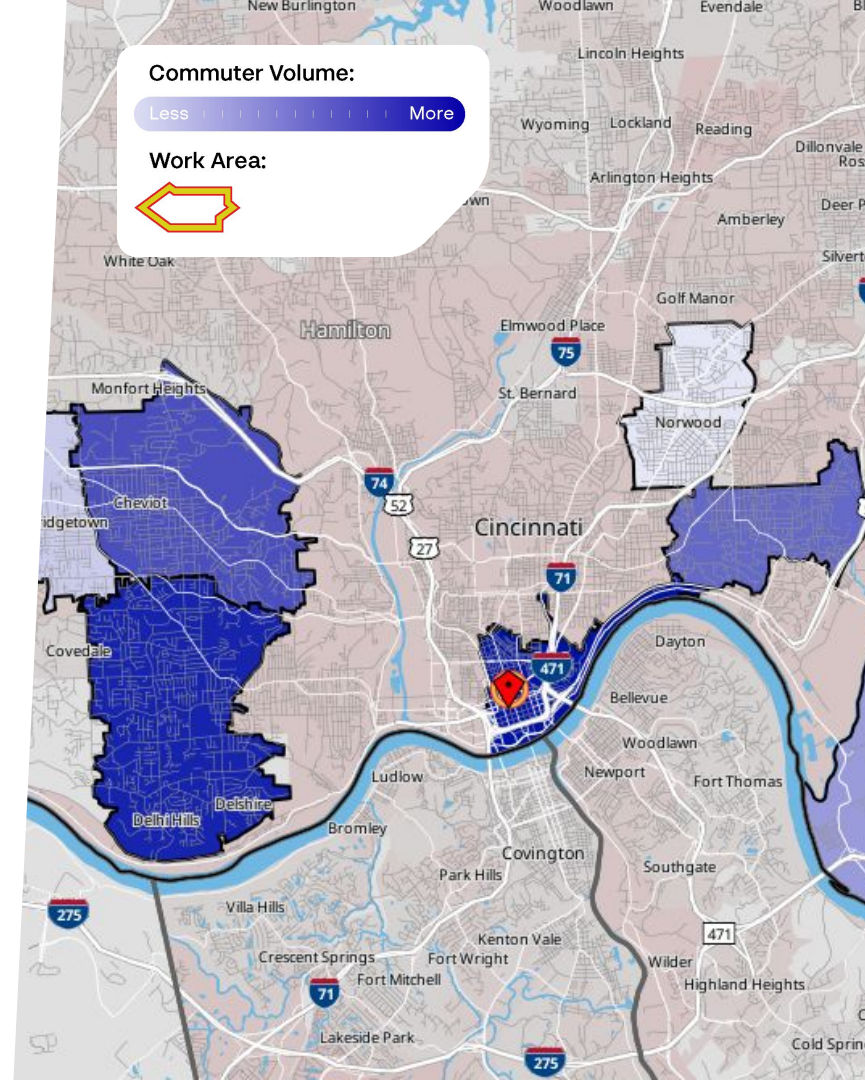 New Burlington
Woodlawn
Evendale
Lincoln Heights
Commuter Volume:
Less
More
Work Area:
Wyoming
Lockland
Reading
Dillonvale
Arlington Heights
Amberley
Deer P
White Oak
Silvert
Golf Manor
Hamilton
Elmwood Place
75
Monfort Heights
St. Bernard
Norwood
74
52
Cheviot
idgetown
Cincinnati
27
71
Covedale
Dayton
471
Bellevue
Woodlawn
Newport
Ludlow
Fort Thomas
Delshire
Delhi Hills
Bromley
Covington
Southgate
Park Hills
Villa Hills
275
471
Kenton Vale
Crescent Springs
Fort Wright
Wilder
Fort Mitchell
Highland Heights
71
Lakeside Park
Cold Sprin
275